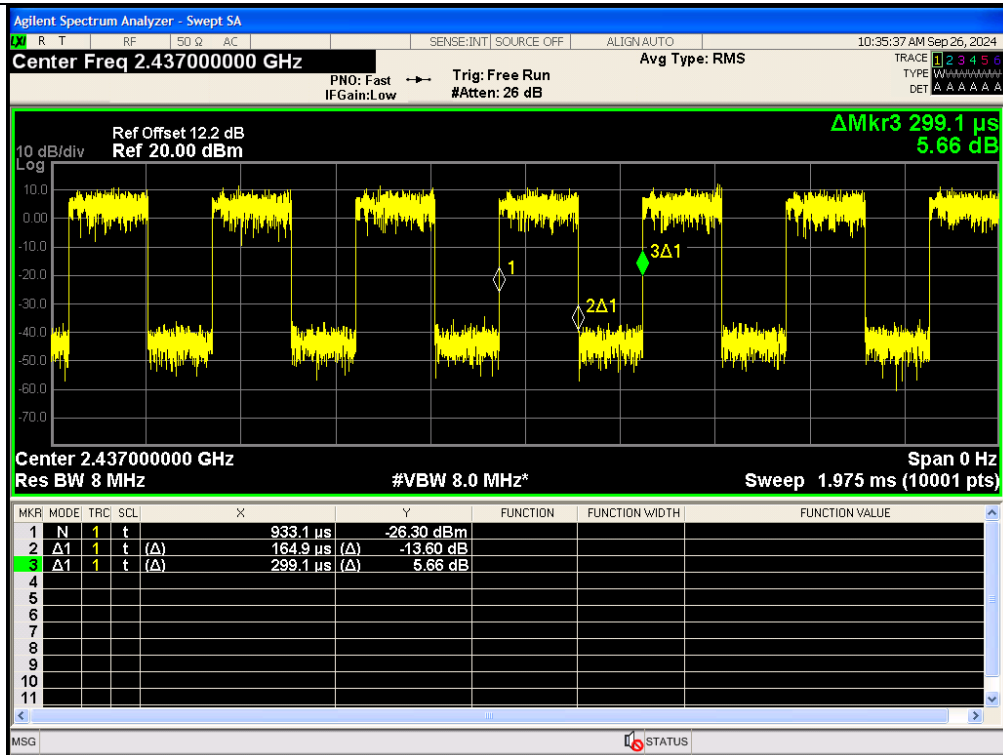 Agilent Spectrum Analyzer - Swept SA
LXI R T RF 50 Ω AC SENSE:INT SOURCE OFF ALIGN AUTO 10:35:37 AM Sep 26, 2024
Center Freq 2.437000000 GHz Avg Type: RMS TRACE 1 2 3 4 5 6
PNO: Fast Trig: Free Run TYPE WWWWWW
IFGain:Low #Atten: 26 dB DET A A A A A A
ΔMkr3 299.1 µs
5.66 dB
Ref Offset 12.2 dB
10 dB/div Ref 20.00 dBm
Log
10.0
0.00
-10.0
-20.0
-30.0
-40.0
-50.0
-60.0
-70.0
1
2Δ1
3Δ1
Center 2.437000000 GHz Span 0 Hz
Res BW 8 MHz #VBW 8.0 MHz* Sweep 1.975 ms (10001 pts)
MKR MODE TRC SCL X Y FUNCTION FUNCTION WIDTH FUNCTION VALUE
1 N 1 t 933.1 µs -26.30 dBm
2 Δ1 1 t (Δ) 164.9 µs (Δ) -13.60 dB
3 Δ1 1 t (Δ) 299.1 µs (Δ) 5.66 dB
4
5
6
7
8
9
10
11
MSG STATUS